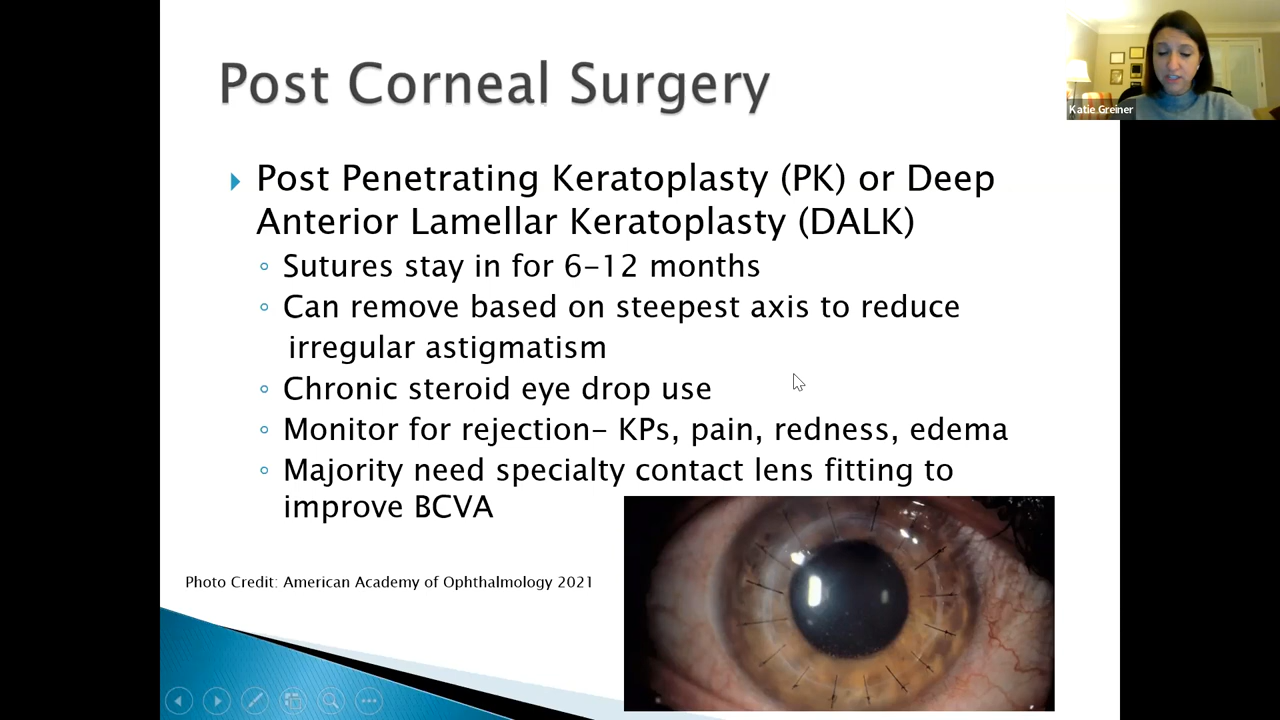 Post Corneal Surgery
Katie Greiner
Post Penetrating Keratoplasty (PK) or Deep
Anterior Lamellar Keratoplasty (DALK)
Sutures stay in for 6-12 months
Can remove based on steepest axis to reduce
irregular astigmatism
Chronic steroid eye drop use
Monitor for rejection- KPs, pain, redness, edema
Majority need specialty contact lens fitting to
improve BCVA
Photo Credit: American Academy of Ophthalmology 2021